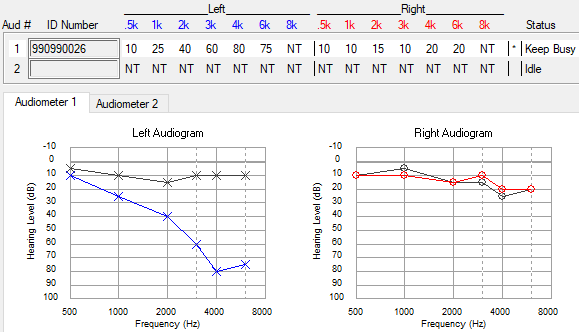 Left Right
Aud # ID Number .5k 1k 2k 3k 4k 6k 8k .5k 1k 2k 3k 4k 6k 8k Status
1 990990026 10 25 40 60 80 75 NT 10 10 15 10 20 20 NT * Keep Busy
2 NT NT NT NT NT NT NT NT NT NT NT NT NT NT Idle
Audiometer 1 Audiometer 2
Left Audiogram
Hearing Level (dB)
-10
0
10
20
30
40
50
60
70
80
90
100
500 1000 2000 4000 8000
Frequency (Hz)
Right Audiogram
Hearing Level (dB)
-10
0
10
20
30
40
50
60
70
80
90
100
500 1000 2000 4000 8000
Frequency (Hz)